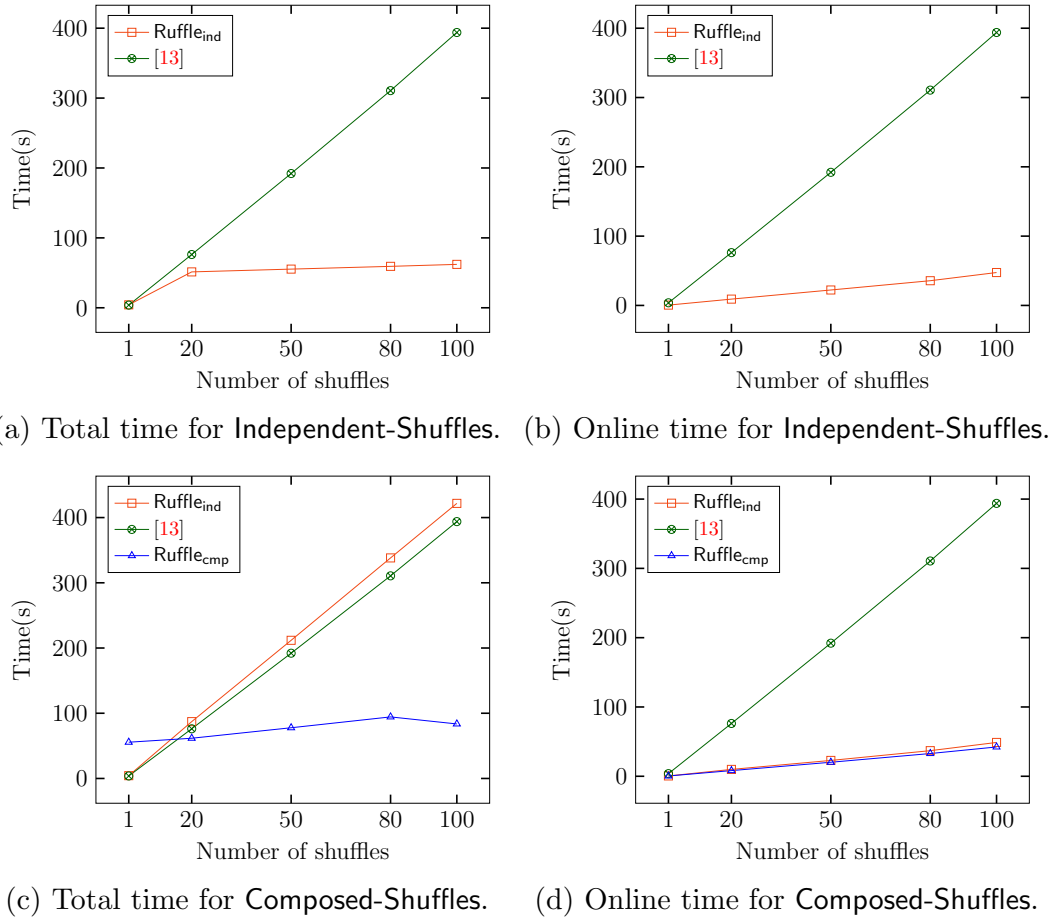 400
300
200
100
0
Time(s)
Ruffle_ind
[13]
1 20 50 80 100
Number of shuffles
a) Total time for Independent-Shuffles.
400
300
200
100
0
Time(s)
Ruffle_ind
[13]
1 20 50 80 100
Number of shuffles
(b) Online time for Independent-Shuffles.
400
300
200
100
0
Time(s)
Ruffle_ind
[13]
Ruffle_cmp
1 20 50 80 100
Number of shuffles
(c) Total time for Composed-Shuffles.
400
300
200
100
0
Time(s)
Ruffle_ind
[13]
Ruffle_cmp
1 20 50 80 100
Number of shuffles
(d) Online time for Composed-Shuffles.